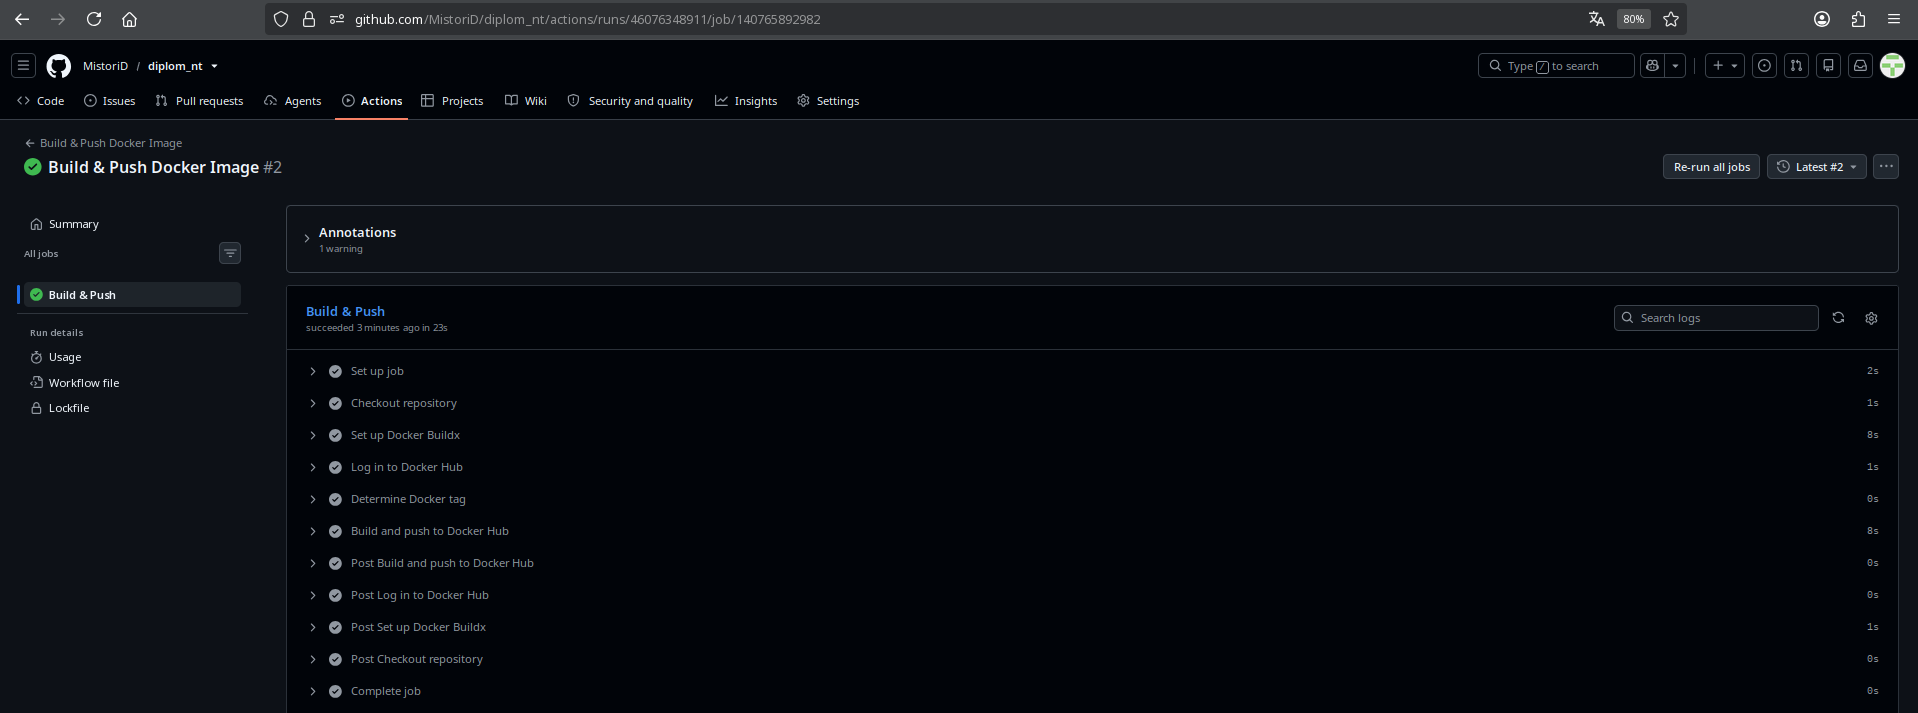 github.com/MistoriD/diplom_nt/actions/runs/46076348911/job/140765892982
80%
MistoriD / diplom_nt
Type / to search
Code
Issues
Pull requests
Agents
Actions
Projects
Wiki
Security and quality
Insights
Settings
Build & Push Docker Image
Build & Push Docker Image #2
Re-run all jobs
Latest #2
Summary
All jobs
Build & Push
Run details
Usage
Workflow file
Lockfile
Annotations
1 warning
Build & Push
succeeded 3 minutes ago in 23s
Search logs
Set up job 2s
Checkout repository 1s
Set up Docker Buildx 8s
Log in to Docker Hub 1s
Determine Docker tag 0s
Build and push to Docker Hub 8s
Post Build and push to Docker Hub 0s
Post Log in to Docker Hub 0s
Post Set up Docker Buildx 1s
Post Checkout repository 0s
Complete job 0s